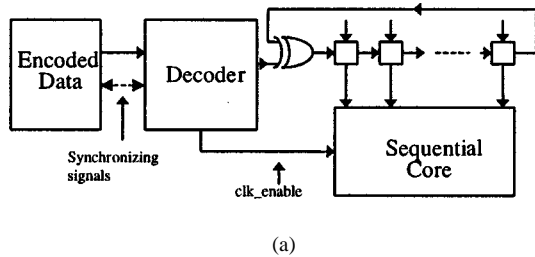 Encoded
Data
Decoder
Synchronizing
signals
clk_enable
Sequential
Core
(a)